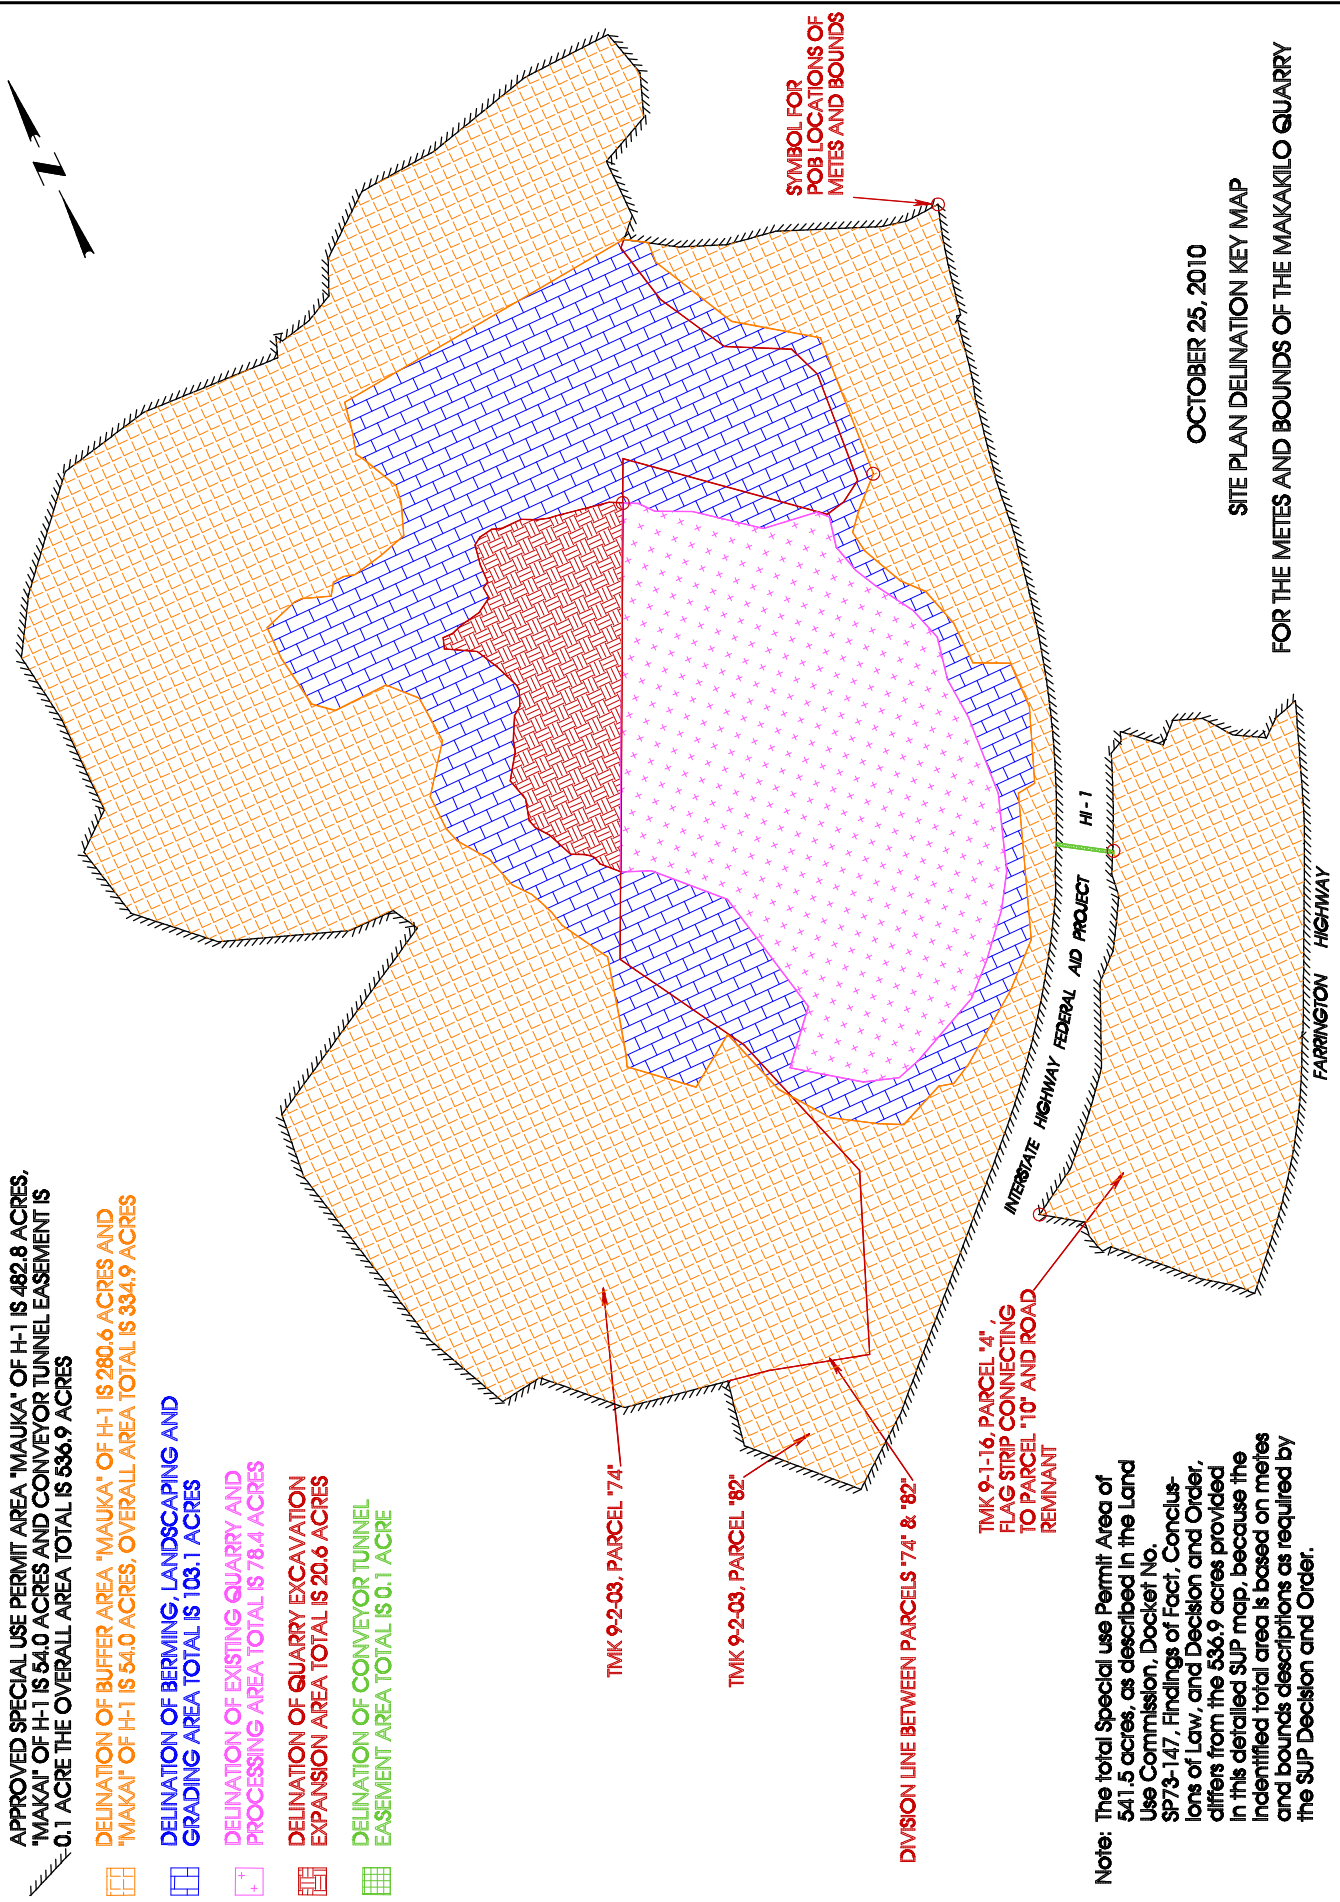 APPROVED SPECIAL USE PERMIT AREA "MAUKA" OF H-1 IS 482.8 ACRES,
"MAKAI" OF H-1 IS 54.0 ACRES AND CONVEYOR TUNNEL EASEMENT IS
0.1 ACRE THE OVERALL AREA TOTAL IS 536.9 ACRES
DELINATION OF BUFFER AREA "MAUKA" OF H-1 IS 280.6 ACRES AND
"MAKAI" OF H-1 IS 54.0 ACRES, OVERALL AREA TOTAL IS 334.9 ACRES
DELINATION OF BERMING, LANDSCAPING AND
GRADING AREA TOTAL IS 103.1 ACRES
DELINATION OF EXISTING QUARRY AND
PROCESSING AREA TOTAL IS 78.4 ACRES
DELINATION OF QUARRY EXCAVATION
EXPANSION AREA TOTAL IS 20.6 ACRES
DELINATION OF CONVEYOR TUNNEL
EASEMENT AREA TOTAL IS 0.1 ACRE
N
TMK 9-2-03, PARCEL "74"
TMK 9-2-03, PARCEL "82"
SYMBOL FOR
POB LOCATIONS OF
METES AND BOUNDS
DIVISION LINE BETWEEN PARCELS "74" & "82"
TMK 9-1-16, PARCEL "4" ,
FLAG STRIP CONNECTING
TO PARCEL "10" AND ROAD
REMNANT
INTERSTATE HIGHWAY FEDERAL AID PROJECT HI - 1
FARRINGTON HIGHWAY
Note: The total Special use Permit Area of
541.5 acres, as described in the Land
Use Commission, Docket No.
SP73-147, Findings of Fact, Conclus-
ions of Law, and Decision and Order,
differs from the 536.9 acres provided
in this detailed SUP map, because the
indentified total area is based on metes
and bounds descriptions as required by
the SUP Decision and Order.
OCTOBER 25, 2010
SITE PLAN DELINATION KEY MAP
FOR THE METES AND BOUNDS OF THE MAKAKILO QUARRY